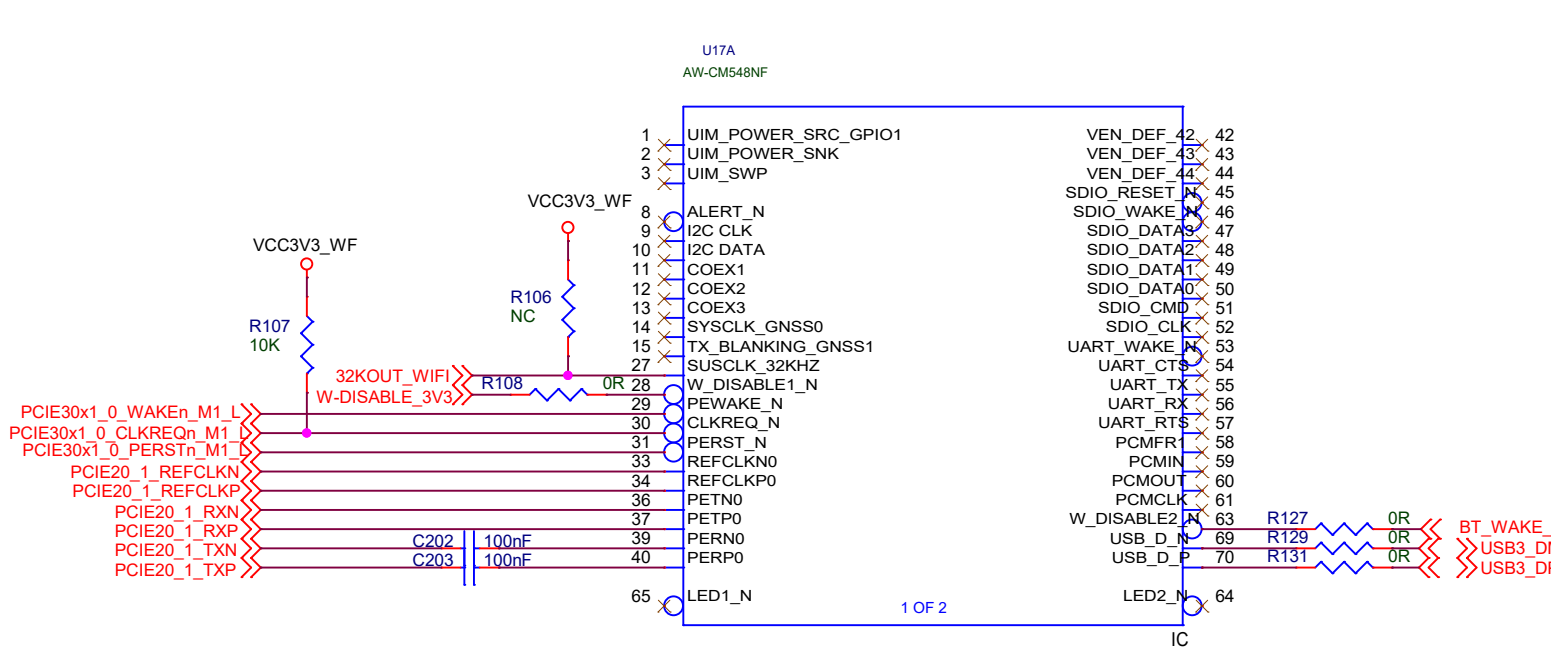 U17A
AW-CM548NF
1 UIM_POWER_SRC_GPIO1 VEN_DEF_42 42
2 UIM_POWER_SNK VEN_DEF_43 43
3 UIM_SWP VEN_DEF_44 44
SDIO_RESET_N 45
VCC3V3_WF
8 ALERT_N SDIO_WAKE_N 46
9 I2C CLK SDIO_DATA3 47
VCC3V3_WF
10 I2C DATA SDIO_DATA2 48
11 COEX1 SDIO_DATA1 49
R106
12 COEX2 SDIO_DATA0 50
NC
13 COEX3 SDIO_CMD 51
R107
14 SYSCLK_GNSS0 SDIO_CLK 52
10K
15 TX_BLANKING_GNSS1 UART_WAKE_N 53
32KOUT_WIFI 27 SUSCLK_32KHZ UART_CTS 54
W-DISABLE_3V3 R108 0R 28 W_DISABLE1_N UART_TX 55
PCIE30x1_0_WAKEn_M1_L 29 PEWAKE_N UART_RX 56
PCIE30x1_0_CLKREQn_M1_L 30 CLKREQ_N UART_RTS 57
PCIE30x1_0_PERSTn_M1_L 31 PERST_N PCMFR1 58
PCIE20_1_REFCLKN 33 REFCLKN0 PCMIN 59
PCIE20_1_REFCLKP 34 REFCLKP0 PCMOUT 60
PCIE20_1_RXN 36 PETN0 PCMCLK 61
PCIE20_1_RXP 37 PETP0 W_DISABLE2_N 63 R127 0R BT_WAKE_
PCIE20_1_TXN C202 100nF 39 PERN0 USB_D_N 69 R129 0R
PCIE20_1_TXP C203 100nF 40 PERP0 USB_D_P 70 R131 0R
65 LED1_N LED2_N 64
1 OF 2
IC